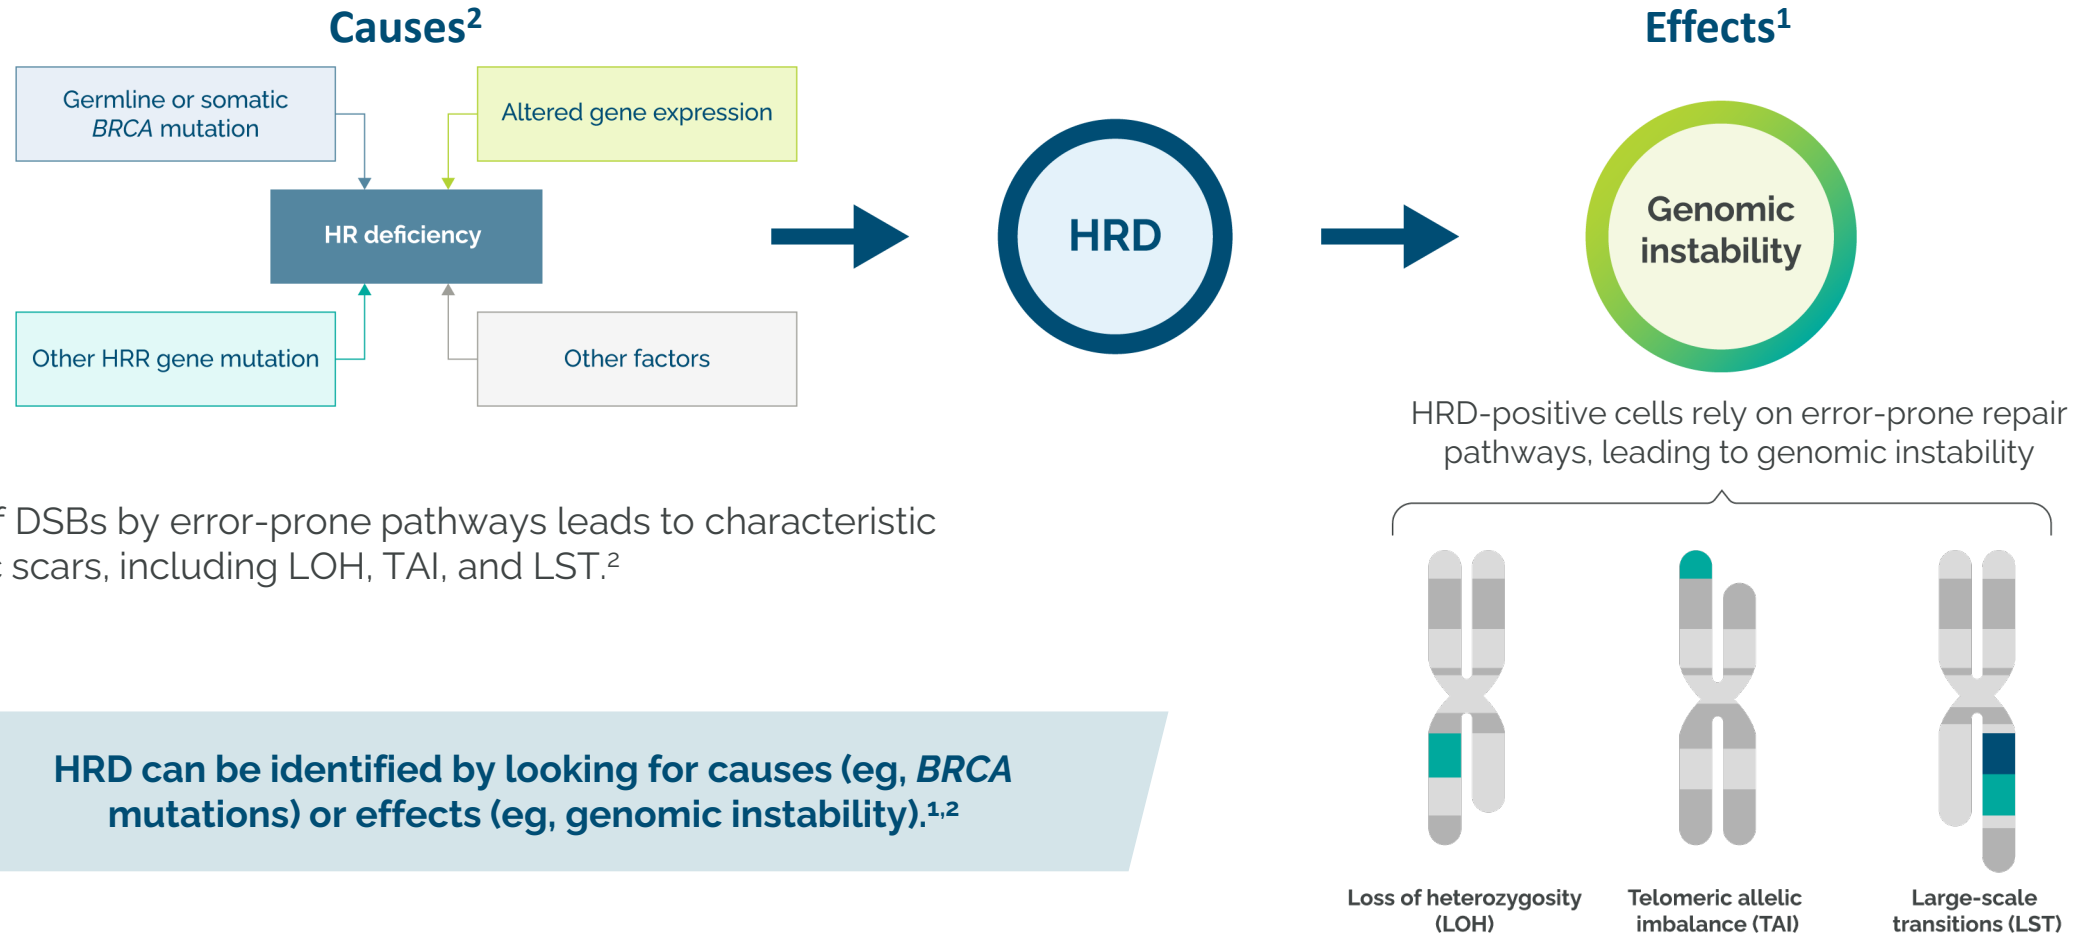 Causes²
Germline or somatic
BRCA mutation
Altered gene expression
HR deficiency
Other HRR gene mutation
Other factors
HRD
Effects¹
Genomic
instability
HRD-positive cells rely on error-prone repair
pathways, leading to genomic instability
DSBs by error-prone pathways leads to characteristic
scars, including LOH, TAI, and LST.²
HRD can be identified by looking for causes (eg, BRCA
mutations) or effects (eg, genomic instability).¹,²
Loss of heterozygosity
(LOH)
Telomeric allelic
imbalance (TAI)
Large-scale
transitions (LST)